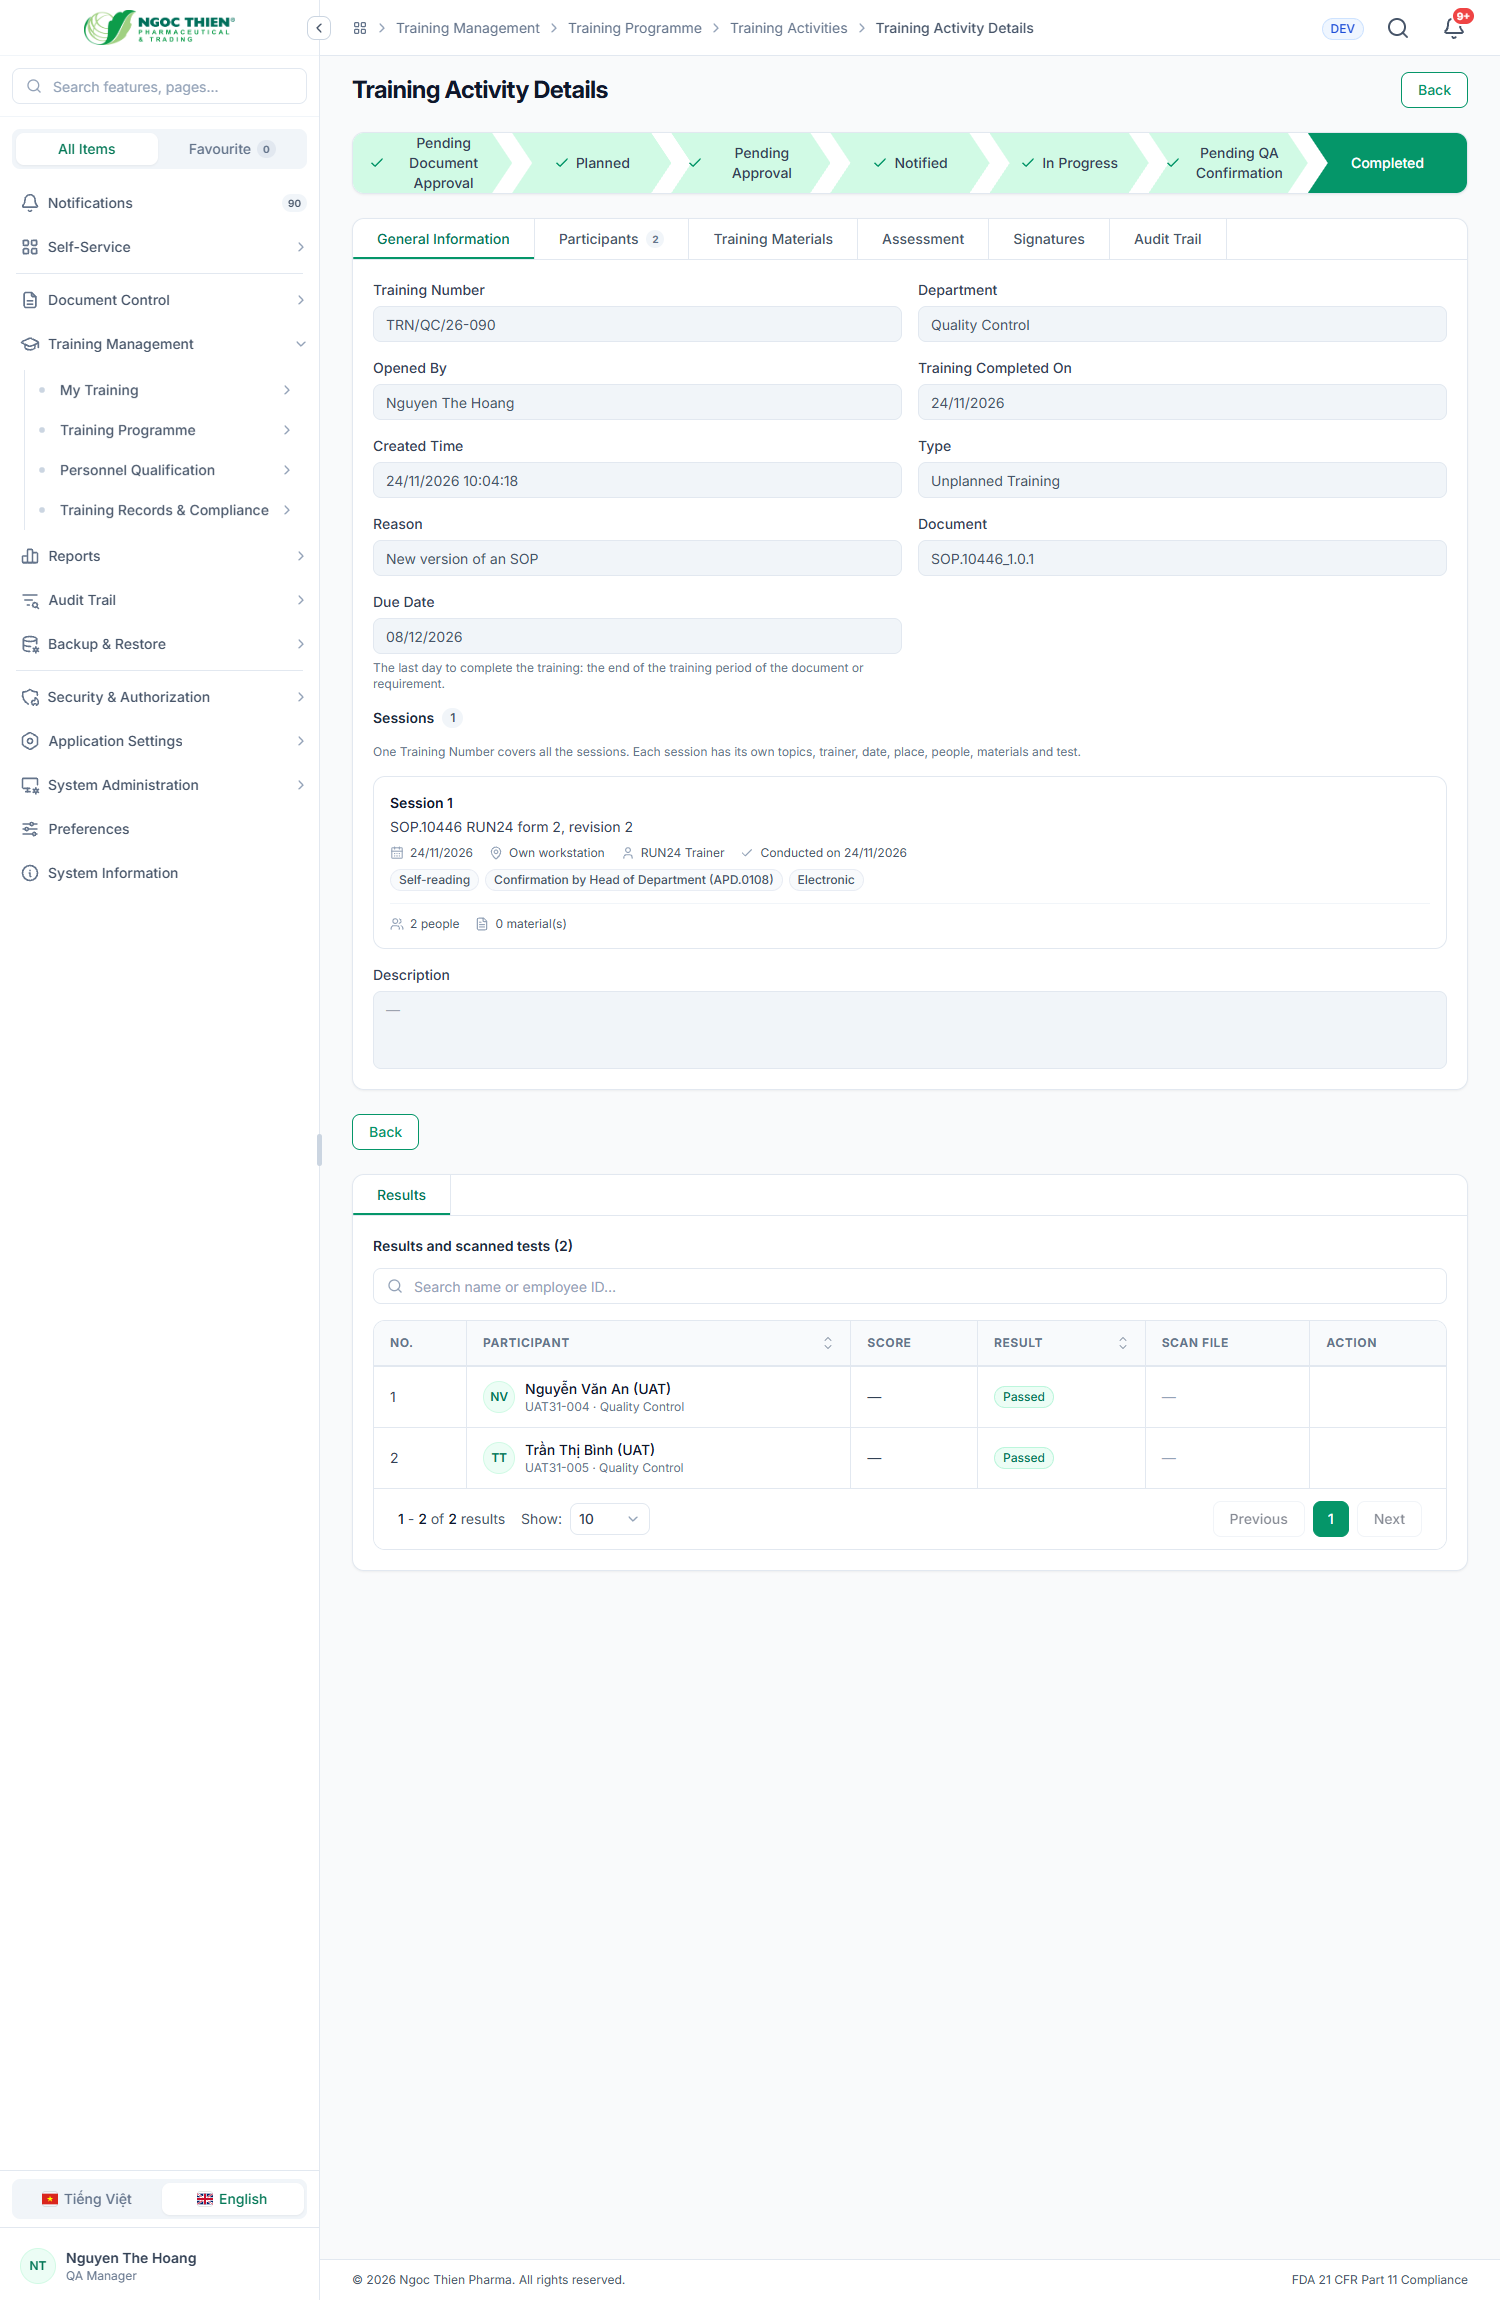 NGOC THIEN®
PHARMACEUTICAL
& TRADING
Search features, pages...
All Items
Favourite 0
Notifications 90
Self-Service
Document Control
Training Management
My Training
Training Programme
Personnel Qualification
Training Records & Compliance
Reports
Audit Trail
Backup & Restore
Security & Authorization
Application Settings
System Administration
Preferences
System Information
Tiếng Việt
English
NT
Nguyen The Hoang
QA Manager
Training Management > Training Programme > Training Activities > Training Activity Details
DEV
9+
Training Activity Details
Back
Pending Document Approval
Planned
Pending Approval
Notified
In Progress
Pending QA Confirmation
Completed
General Information
Participants 2
Training Materials
Assessment
Signatures
Audit Trail
Training Number
TRN/QC/26-090
Department
Quality Control
Opened By
Nguyen The Hoang
Training Completed On
24/11/2026
Created Time
24/11/2026 10:04:18
Type
Unplanned Training
Reason
New version of an SOP
Document
SOP.10446_1.0.1
Due Date
08/12/2026
The last day to complete the training: the end of the training period of the document or
requirement.
Sessions 1
One Training Number covers all the sessions. Each session has its own topics, trainer, date, place, people, materials and test.
Session 1
SOP.10446 RUN24 form 2, revision 2
24/11/2026 Own workstation RUN24 Trainer Conducted on 24/11/2026
Self-reading Confirmation by Head of Department (APD.0108) Electronic
2 people 0 material(s)
Description
—
Back
Results
Results and scanned tests (2)
Search name or employee ID...
NO. PARTICIPANT SCORE RESULT SCAN FILE ACTION
1 NV Nguyễn Văn An (UAT) — Passed —
UAT31-004 · Quality Control
2 TT Trần Thị Bình (UAT) — Passed —
UAT31-005 · Quality Control
1 - 2 of 2 results Show: 10 Previous 1 Next
© 2026 Ngoc Thien Pharma. All rights reserved.
FDA 21 CFR Part 11 Compliance